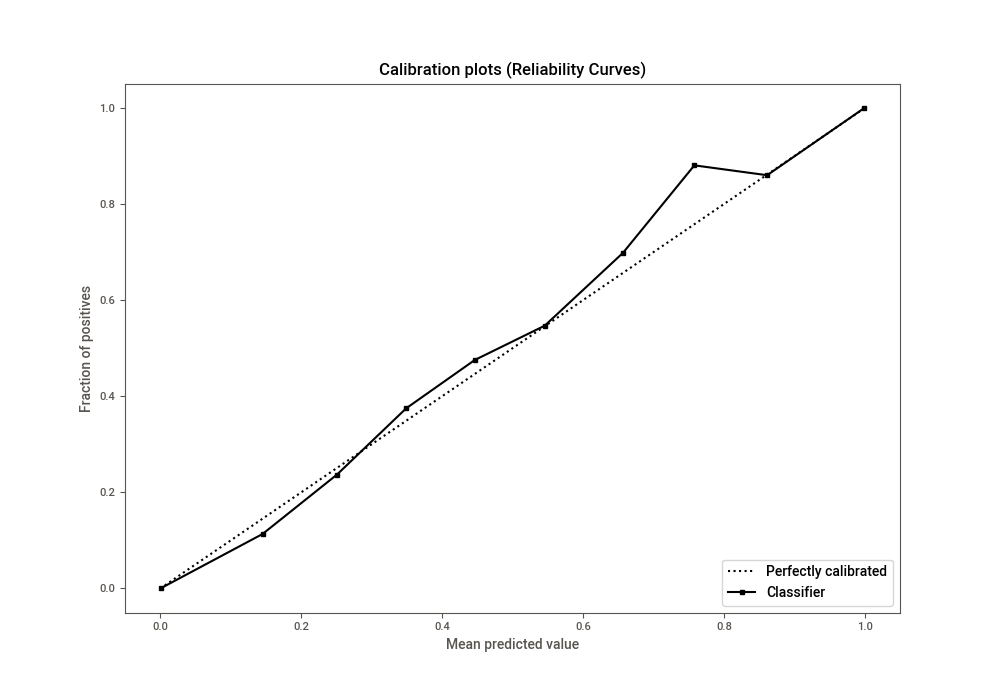 Calibration plots (Reliability Curves)
Fraction of positives
1.0
0.8
0.6
0.4
0.2
0.0
0.0 0.2 0.4 0.6 0.8 1.0
Mean predicted value
Perfectly calibrated
Classifier